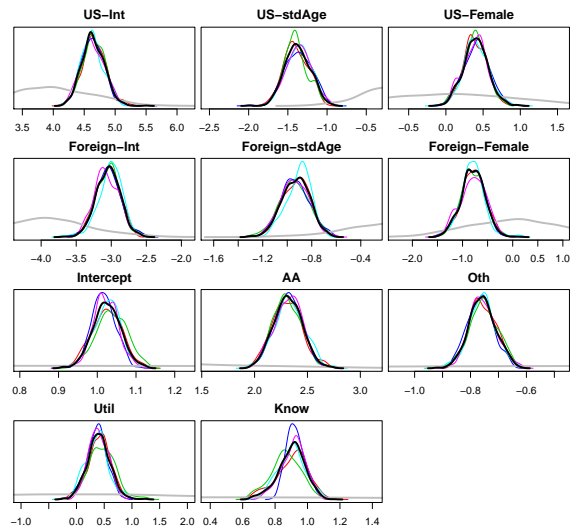 US−Int US−stdAge US−Female
3.5 4.0 4.5 5.0 5.5 6.0 −2.5 −2.0 −1.5 −1.0 −0.5 −0.5 0.0 0.5 1.0 1.5
Foreign−Int Foreign−stdAge Foreign−Female
−4.0 −3.5 −3.0 −2.5 −2.0 −1.6 −1.2 −0.8 −0.4 −2.0 −1.0 0.0 0.5 1.0
Intercept AA Oth
0.8 0.9 1.0 1.1 1.2 1.5 2.0 2.5 3.0 −1.0 −0.8 −0.6
Util Know
−1.0 0.0 0.5 1.0 1.5 2.0 0.4 0.6 0.8 1.0 1.2 1.4